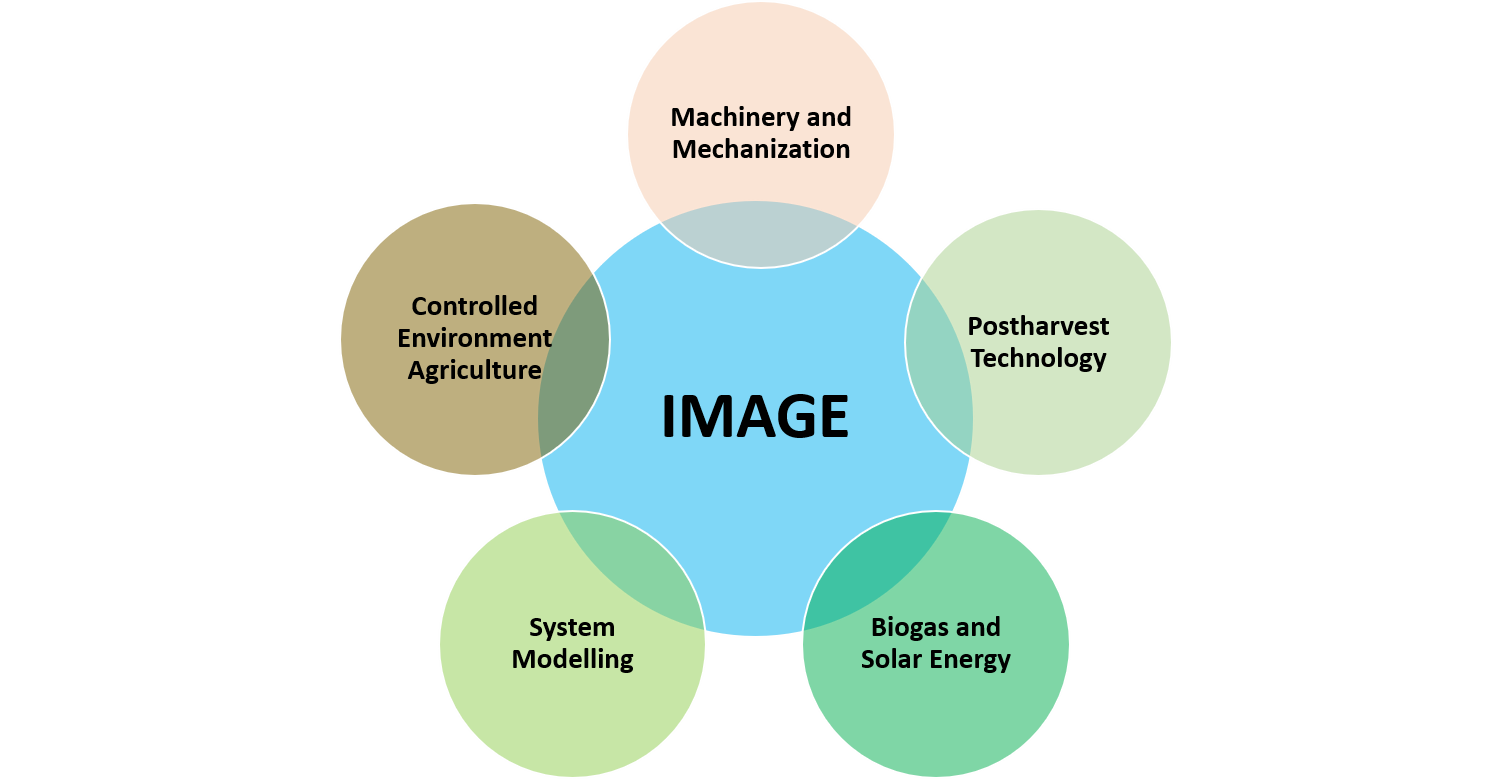 Machinery and
Mechanization
Controlled
Environment
Agriculture
Postharvest
Technology
IMAGE
System
Modelling
Biogas and
Solar Energy